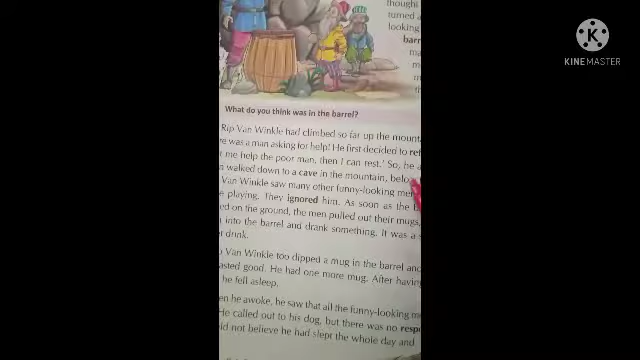 thought
turned a
looking
barr
KINEMASTER
What do you think was in the barrel?
Rip Van Winkle had climbed so far up the
re was a man asking for help! He first decided to
me help the poor man, then I can rest.' So, he
walked down to a cave in the mountain,
Van Winkle saw many other funny-looking
playing. They ignored him. As soon as the
on the ground, the men pulled out their mugs,
into the barrel and drank something. It was a
drink.
Van Winkle too dipped a mug in the barrel and
asted good. He had one more mug. After having
he fell asleep.
en he awoke, he saw that all the funny-looking
He called out to his dog, but there was no
not believe he had slept the whole day and